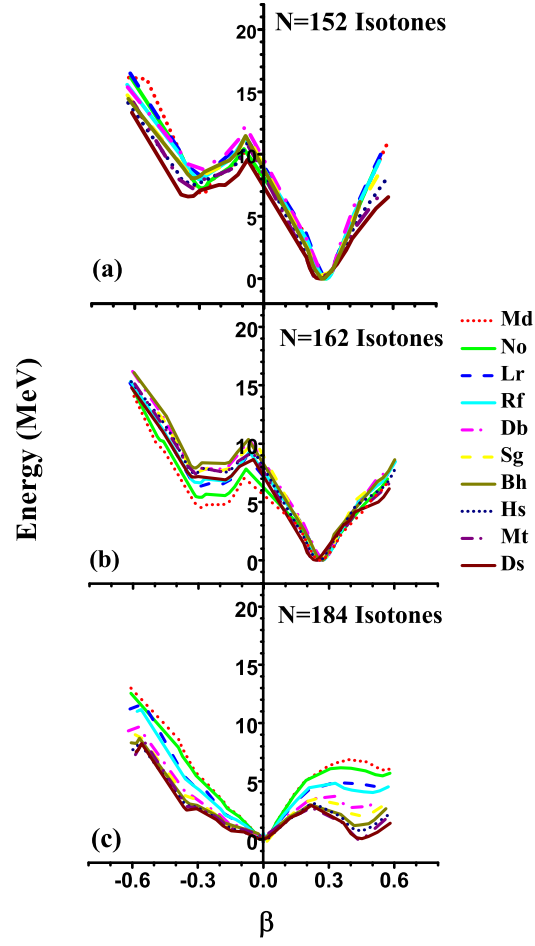 20
N=152 Isotones
15
10
5
(a)
0
20
N=162 Isotones
15
10
5
(b)
0
20
N=184 Isotones
15
10
5
(c)
0
-0.6 -0.3 0.0 0.3 0.6
β
Energy (MeV)
Md
No
Lr
Rf
Db
Sg
Bh
Hs
Mt
Ds